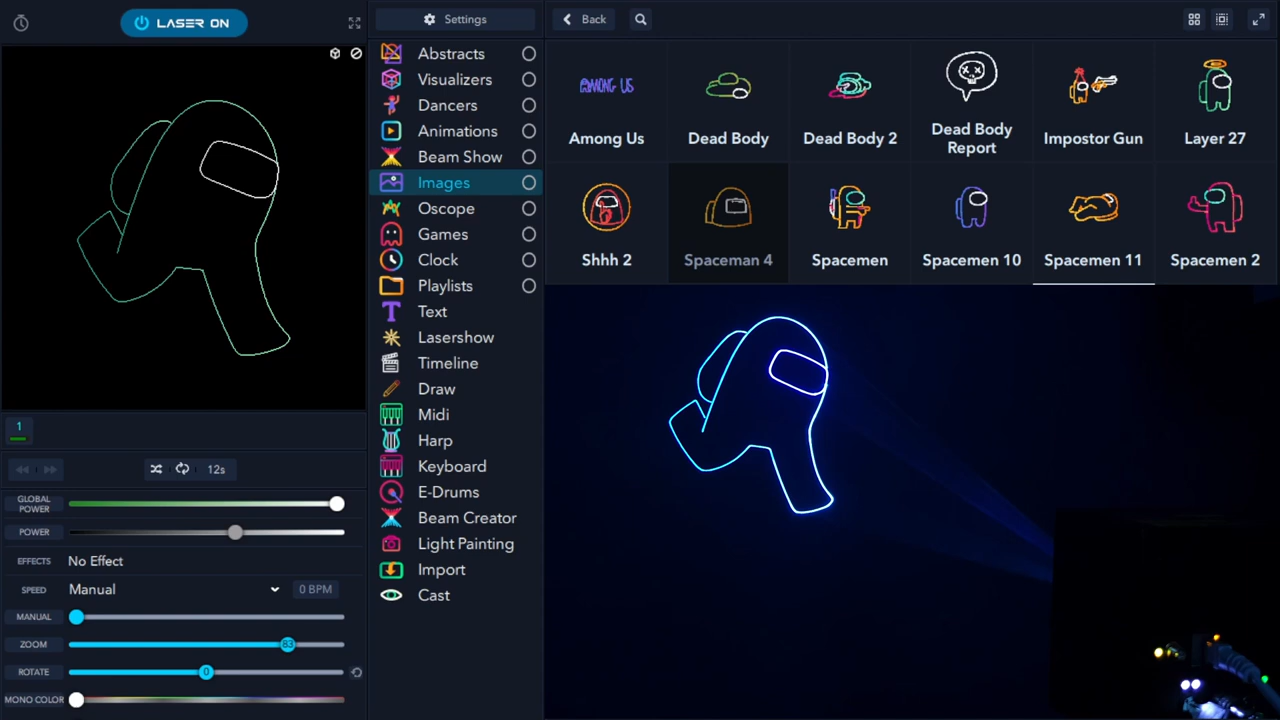 LASER ON
1
12s
GLOBAL
POWER
POWER
EFFECTS No Effect
SPEED Manual 0 BPM
MANUAL
ZOOM 83
ROTATE 0
MONO COLOR
Settings
Abstracts
Visualizers
Dancers
Animations
Beam Show
Images
Oscope
Games
Clock
Playlists
Text
Lasershow
Timeline
Draw
Midi
Harp
Keyboard
E-Drums
Beam Creator
Light Painting
Import
Cast
Back
AMONG US
Among Us
Dead Body
Dead Body 2
Dead Body
Report
Impostor Gun
Layer 27
Shhh 2
Spaceman 4
Spacemen
Spacemen 10
Spacemen 11
Spacemen 2